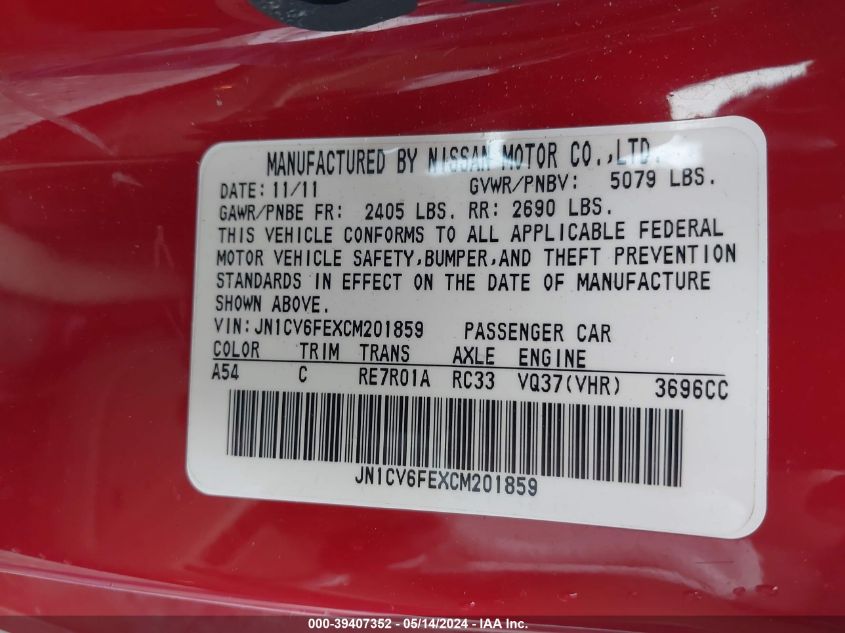 MANUFACTURED BY NISSAN MOTOR CO.,LTD.
DATE: 11/11 GVWR/PNBV: 5079 LBS.
GAWR/PNBE FR: 2405 LBS. RR: 2690 LBS.
THIS VEHICLE CONFORMS TO ALL APPLICABLE FEDERAL
MOTOR VEHICLE SAFETY,BUMPER,AND THEFT PREVENTION
STANDARDS IN EFFECT ON THE DATE OF MANUFACTURE
SHOWN ABOVE.
VIN:JN1CV6FEXCM201859 PASSENGER CAR
COLOR TRIM TRANS AXLE ENGINE
A54 C RE7R01A RC33 VQ37(VHR) 3696CC
JN1CV6FEXCM201859
000-39407352 - 05/14/2024 - IAA Inc.